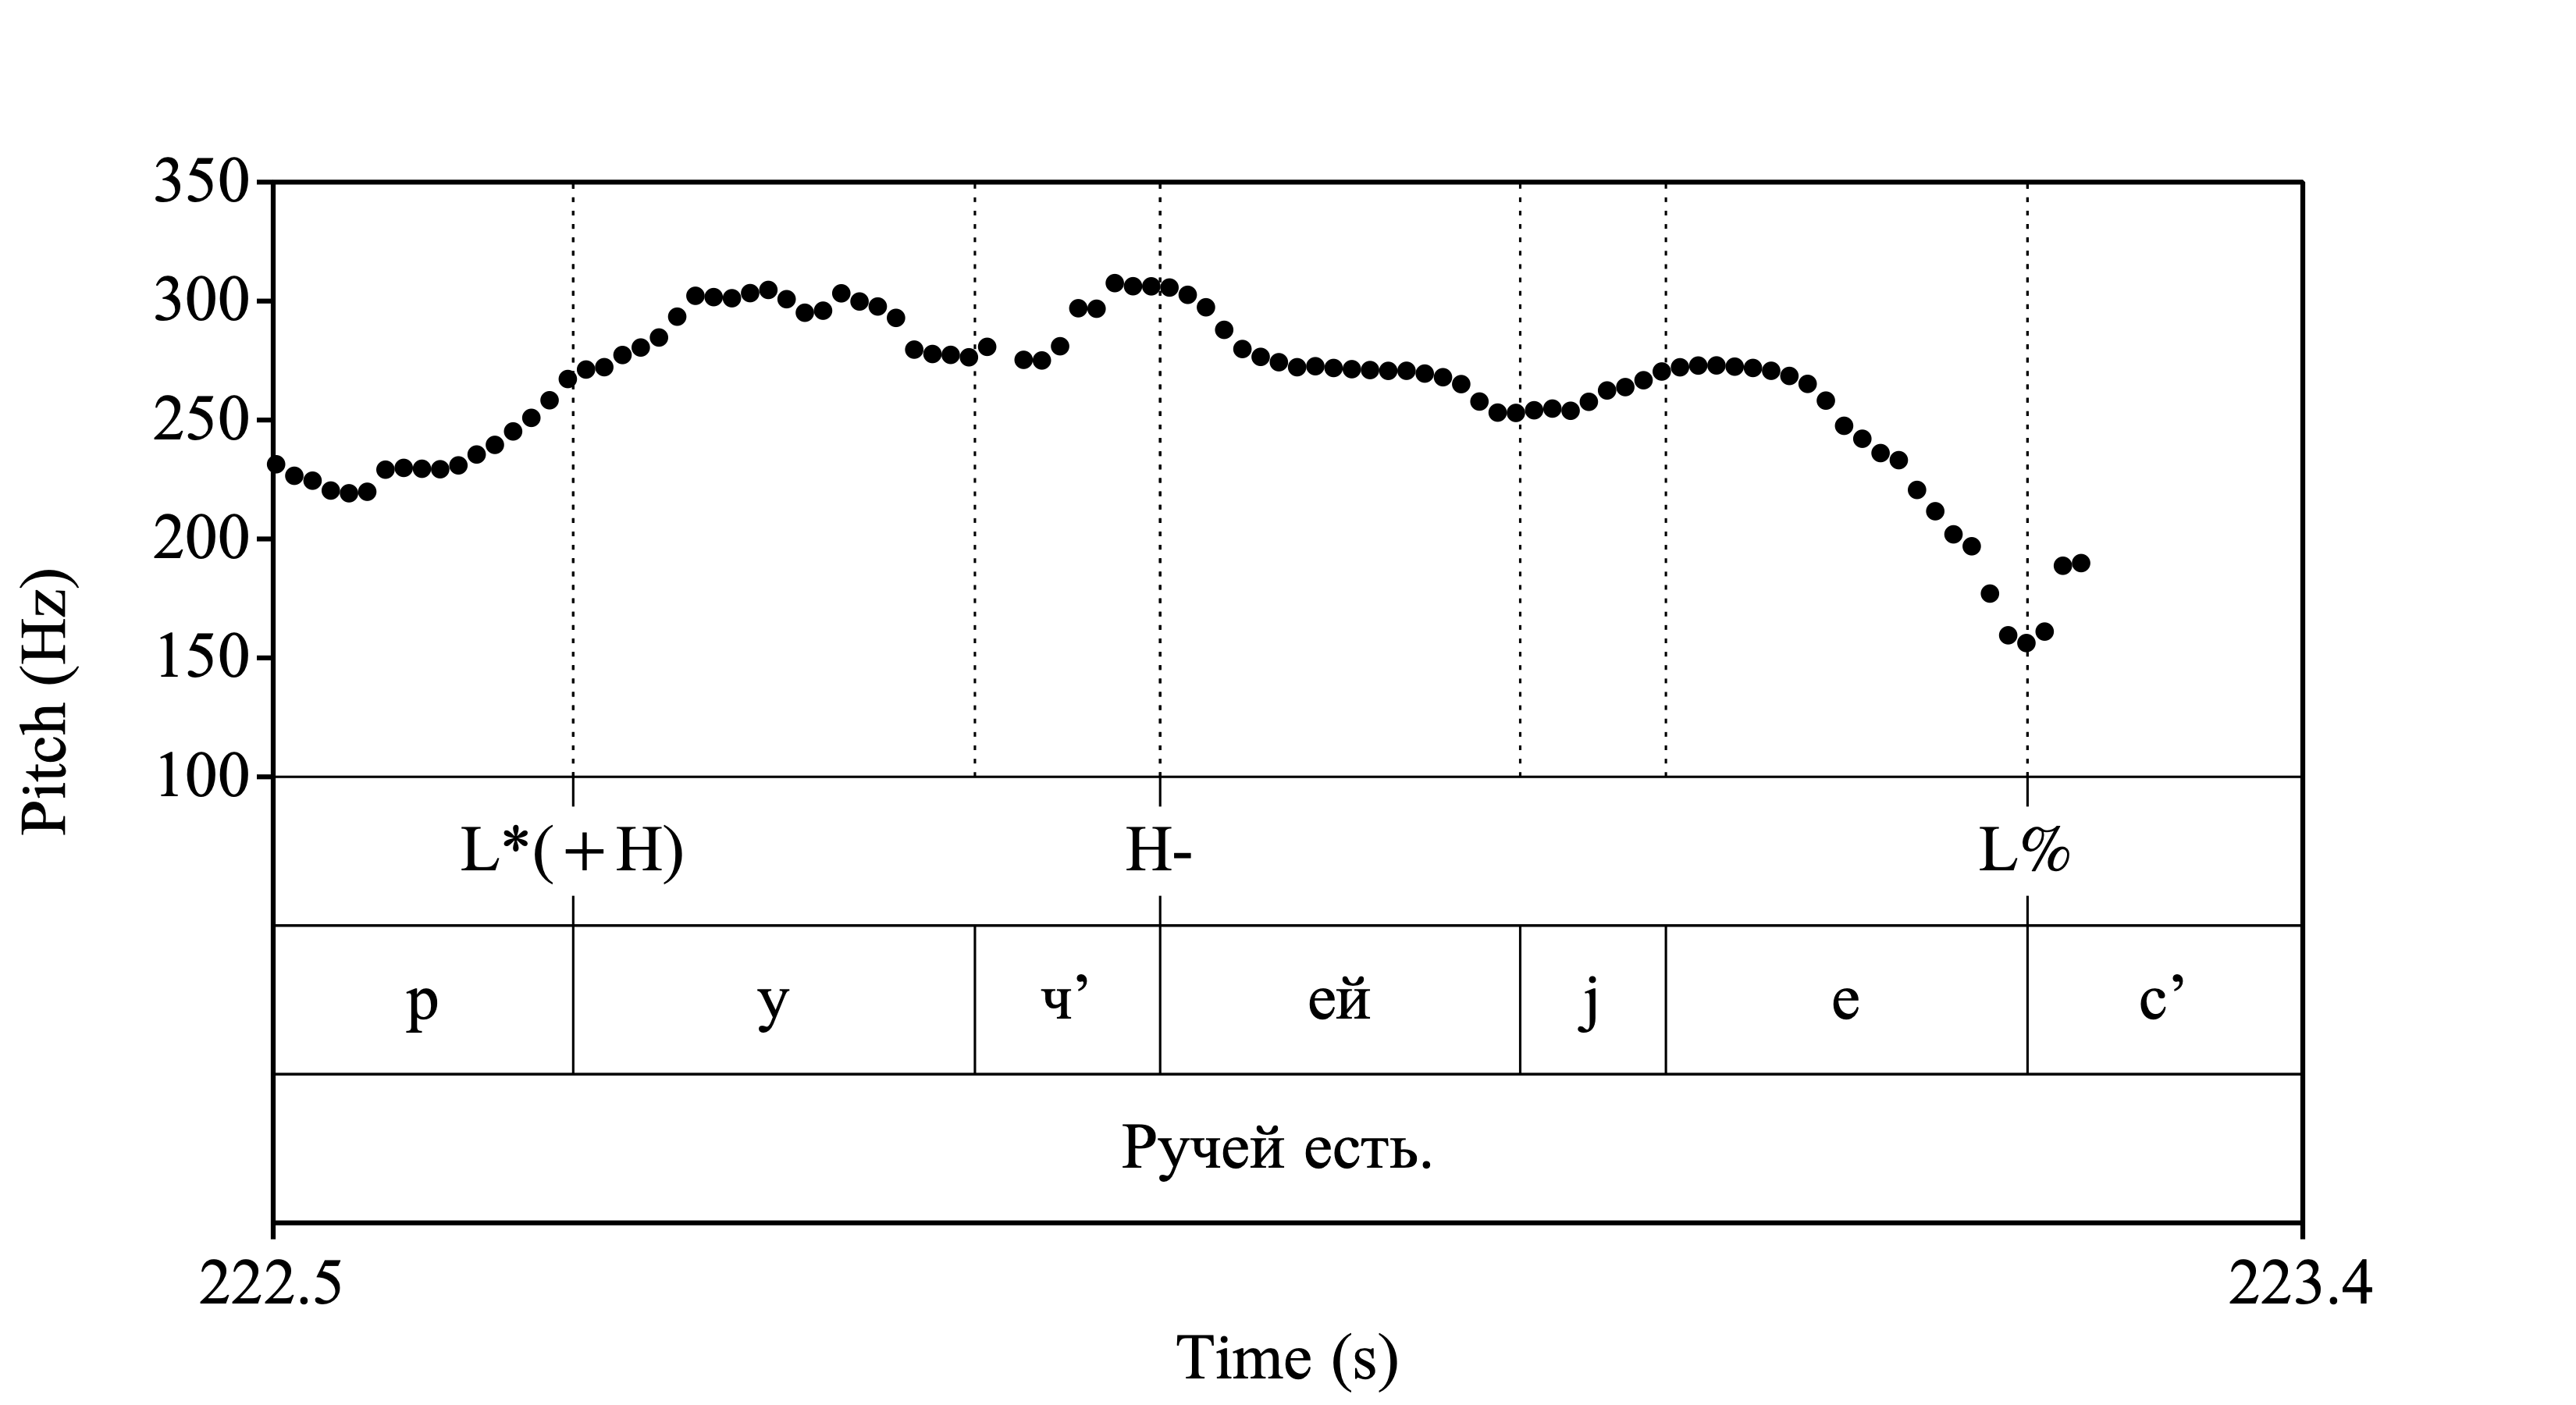 350
300
250
200
150
100
Pitch (Hz)
L*(+H) H- L%
р у ч’ ей j е с’
Ручей есть.
222.5 223.4
Time (s)